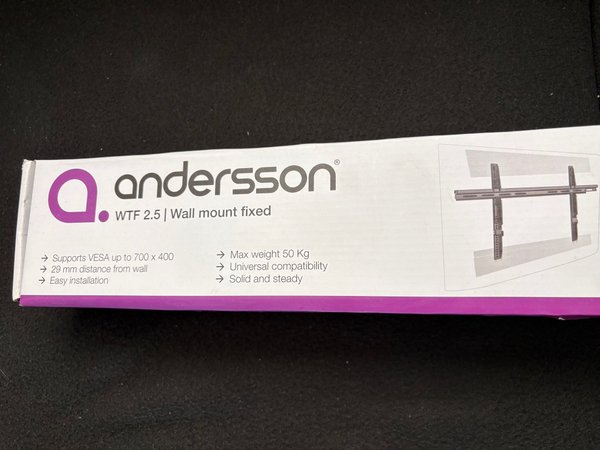 a. andersson®
WTF 2.5 | Wall mount fixed
→ Supports VESA up to 700 x 400
→ 29 mm distance from wall
→ Easy installation
→ Max weight 50 Kg
→ Universal compatibility
→ Solid and steady